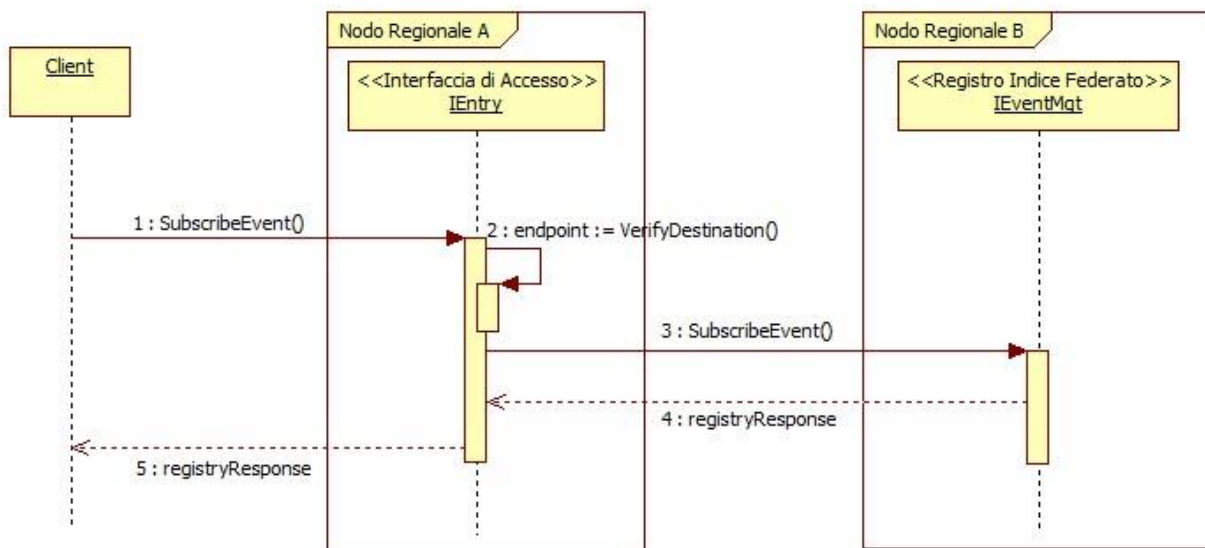 Nodo Regionale A
Nodo Regionale B
Client
<<Interfaccia di Accesso>>
IEntry
<<Registro Indice Federato>>
IEventMgt
1 : SubscribeEvent()
2 : endpoint := VerifyDestination()
3 : SubscribeEvent()
4 : registryResponse
5 : registryResponse